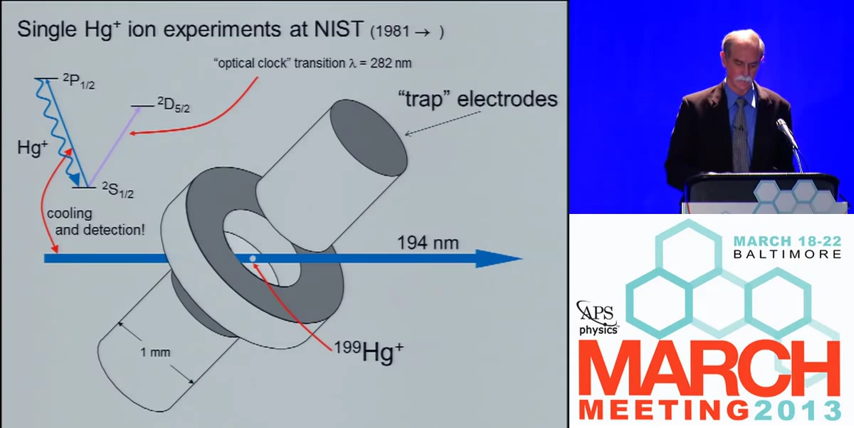 Single Hg⁺ ion experiments at NIST (1981 → )
"optical clock" transition λ = 282 nm
²P₁/₂
²D₅/₂
"trap" electrodes
Hg⁺
²S₁/₂
cooling
and detection!
194 nm
1 mm
¹⁹⁹Hg⁺
MARCH 18-22
BALTIMORE
APS
physics
MARCH
MEETING2013